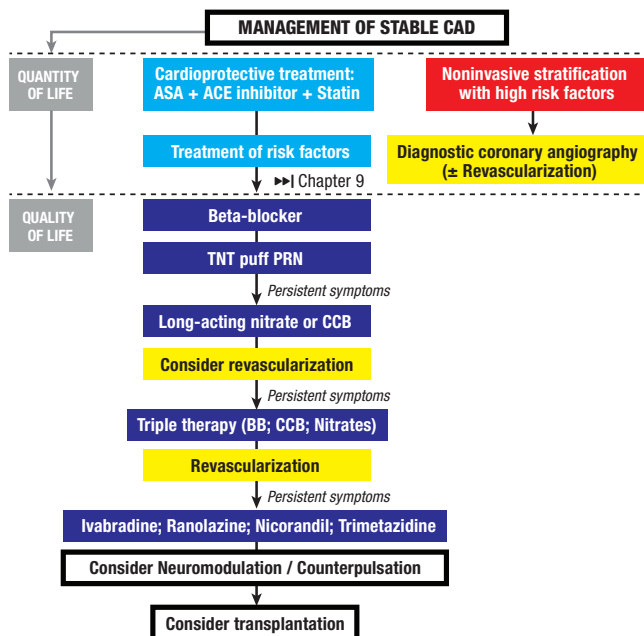 MANAGEMENT OF STABLE CAD
QUANTITY
OF LIFE
Cardioprotective treatment:
ASA + ACE inhibitor + Statin
Noninvasive stratification
with high risk factors
Treatment of risk factors
Diagnostic coronary angiography
(± Revascularization)
▶▶| Chapter 9
QUALITY
OF LIFE
Beta-blocker
TNT puff PRN
Persistent symptoms
Long-acting nitrate or CCB
Consider revascularization
Persistent symptoms
Triple therapy (BB; CCB; Nitrates)
Revascularization
Persistent symptoms
Ivabradine; Ranolazine; Nicorandil; Trimetazidine
Consider Neuromodulation / Counterpulsation
Consider transplantation